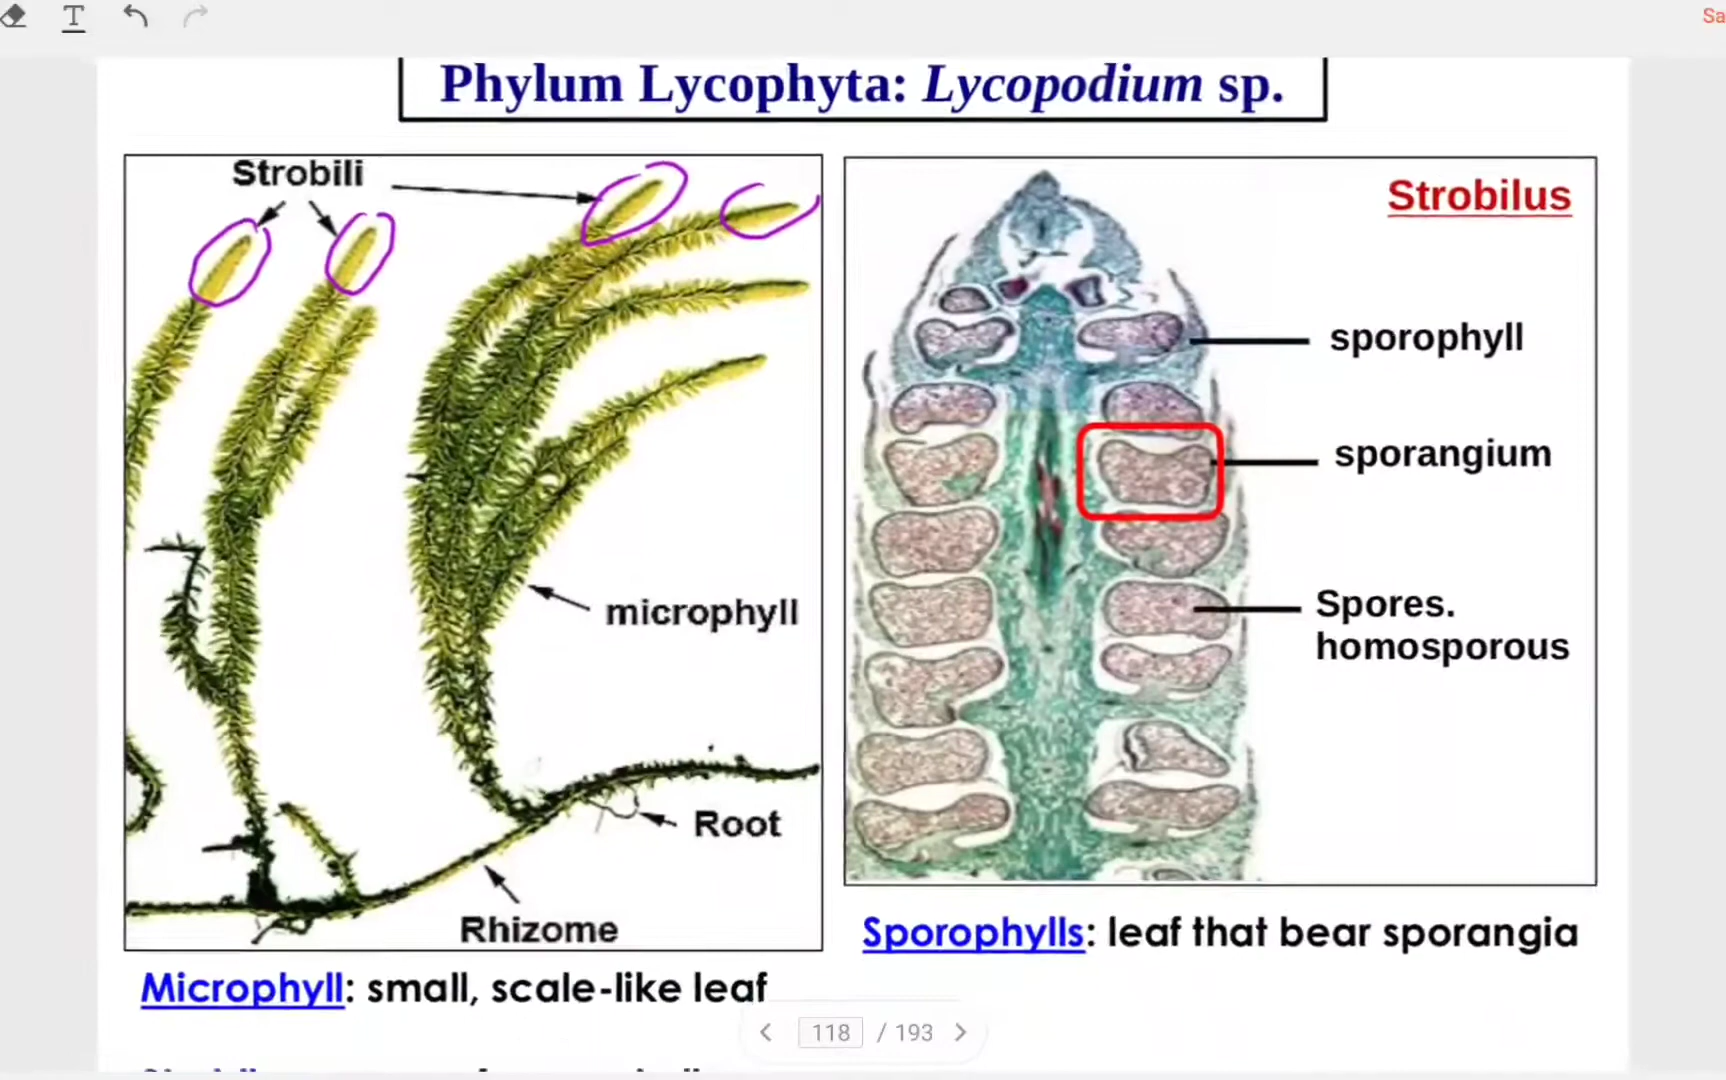 T
Sa
Phylum Lycophyta: Lycopodium sp.
Strobili
microphyll
Root
Rhizome
Strobilus
sporophyll
sporangium
Spores.
homosporous
Sporophylls: leaf that bear sporangia
Microphyll: small, scale-like leaf
118 / 193